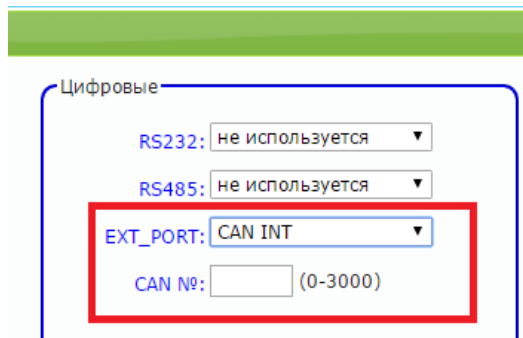 Цифровые
RS232: не используется
RS485: не используется
EXT_PORT: CAN INT
CAN №: (0-3000)